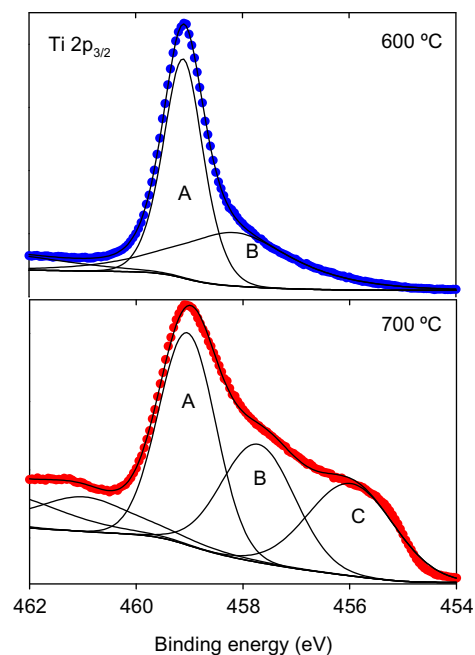 Ti 2p3/2 600 ºC
A
B
700 ºC
A
B
C
462 460 458 456 454
Binding energy (eV)